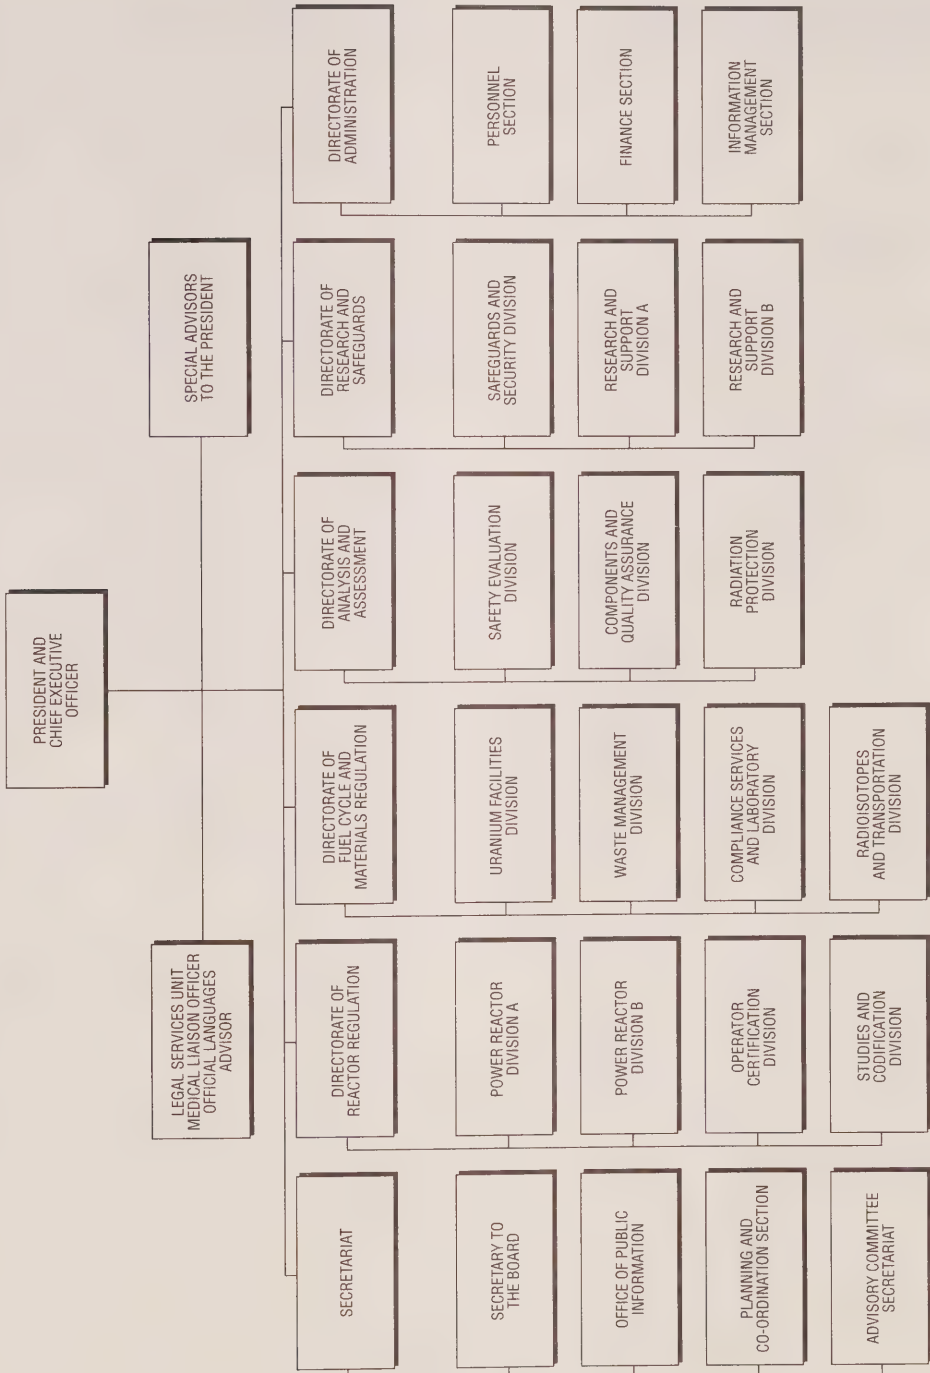 PRESIDENT AND
CHIEF EXECUTIVE
OFFICER
LEGAL SERVICES UNIT
MEDICAL LIAISON OFFICER
OFFICIAL LANGUAGES
ADVISOR
SPECIAL ADVISORS
TO THE PRESIDENT
SECRETARIAT
DIRECTORATE OF
REACTOR REGULATION
DIRECTORATE OF
FUEL CYCLE AND
MATERIALS REGULATION
DIRECTORATE OF
ANALYSIS AND
ASSESSMENT
DIRECTORATE OF
RESEARCH AND
SAFEGUARDS
DIRECTORATE OF
ADMINISTRATION
SECRETARY TO
THE BOARD
POWER REACTOR
DIVISION A
URANIUM FACILITIES
DIVISION
SAFETY EVALUATION
DIVISION
SAFEGUARDS AND
SECURITY DIVISION
PERSONNEL
SECTION
OFFICE OF PUBLIC
INFORMATION
POWER REACTOR
DIVISION B
WASTE MANAGEMENT
DIVISION
COMPONENTS AND
QUALITY ASSURANCE
DIVISION
RESEARCH AND
SUPPORT
DIVISION A
FINANCE SECTION
PLANNING AND
CO-ORDINATION SECTION
OPERATOR
CERTIFICATION
DIVISION
COMPLIANCE SERVICES
AND LABORATORY
DIVISION
RADIATION
PROTECTION
DIVISION
RESEARCH AND
SUPPORT
DIVISION B
INFORMATION
MANAGEMENT
SECTION
ADVISORY COMMITTEE
SECRETARIAT
STUDIES AND
CODIFICATION
DIVISION
RADIOISOTOPES
AND TRANSPORTATION
DIVISION